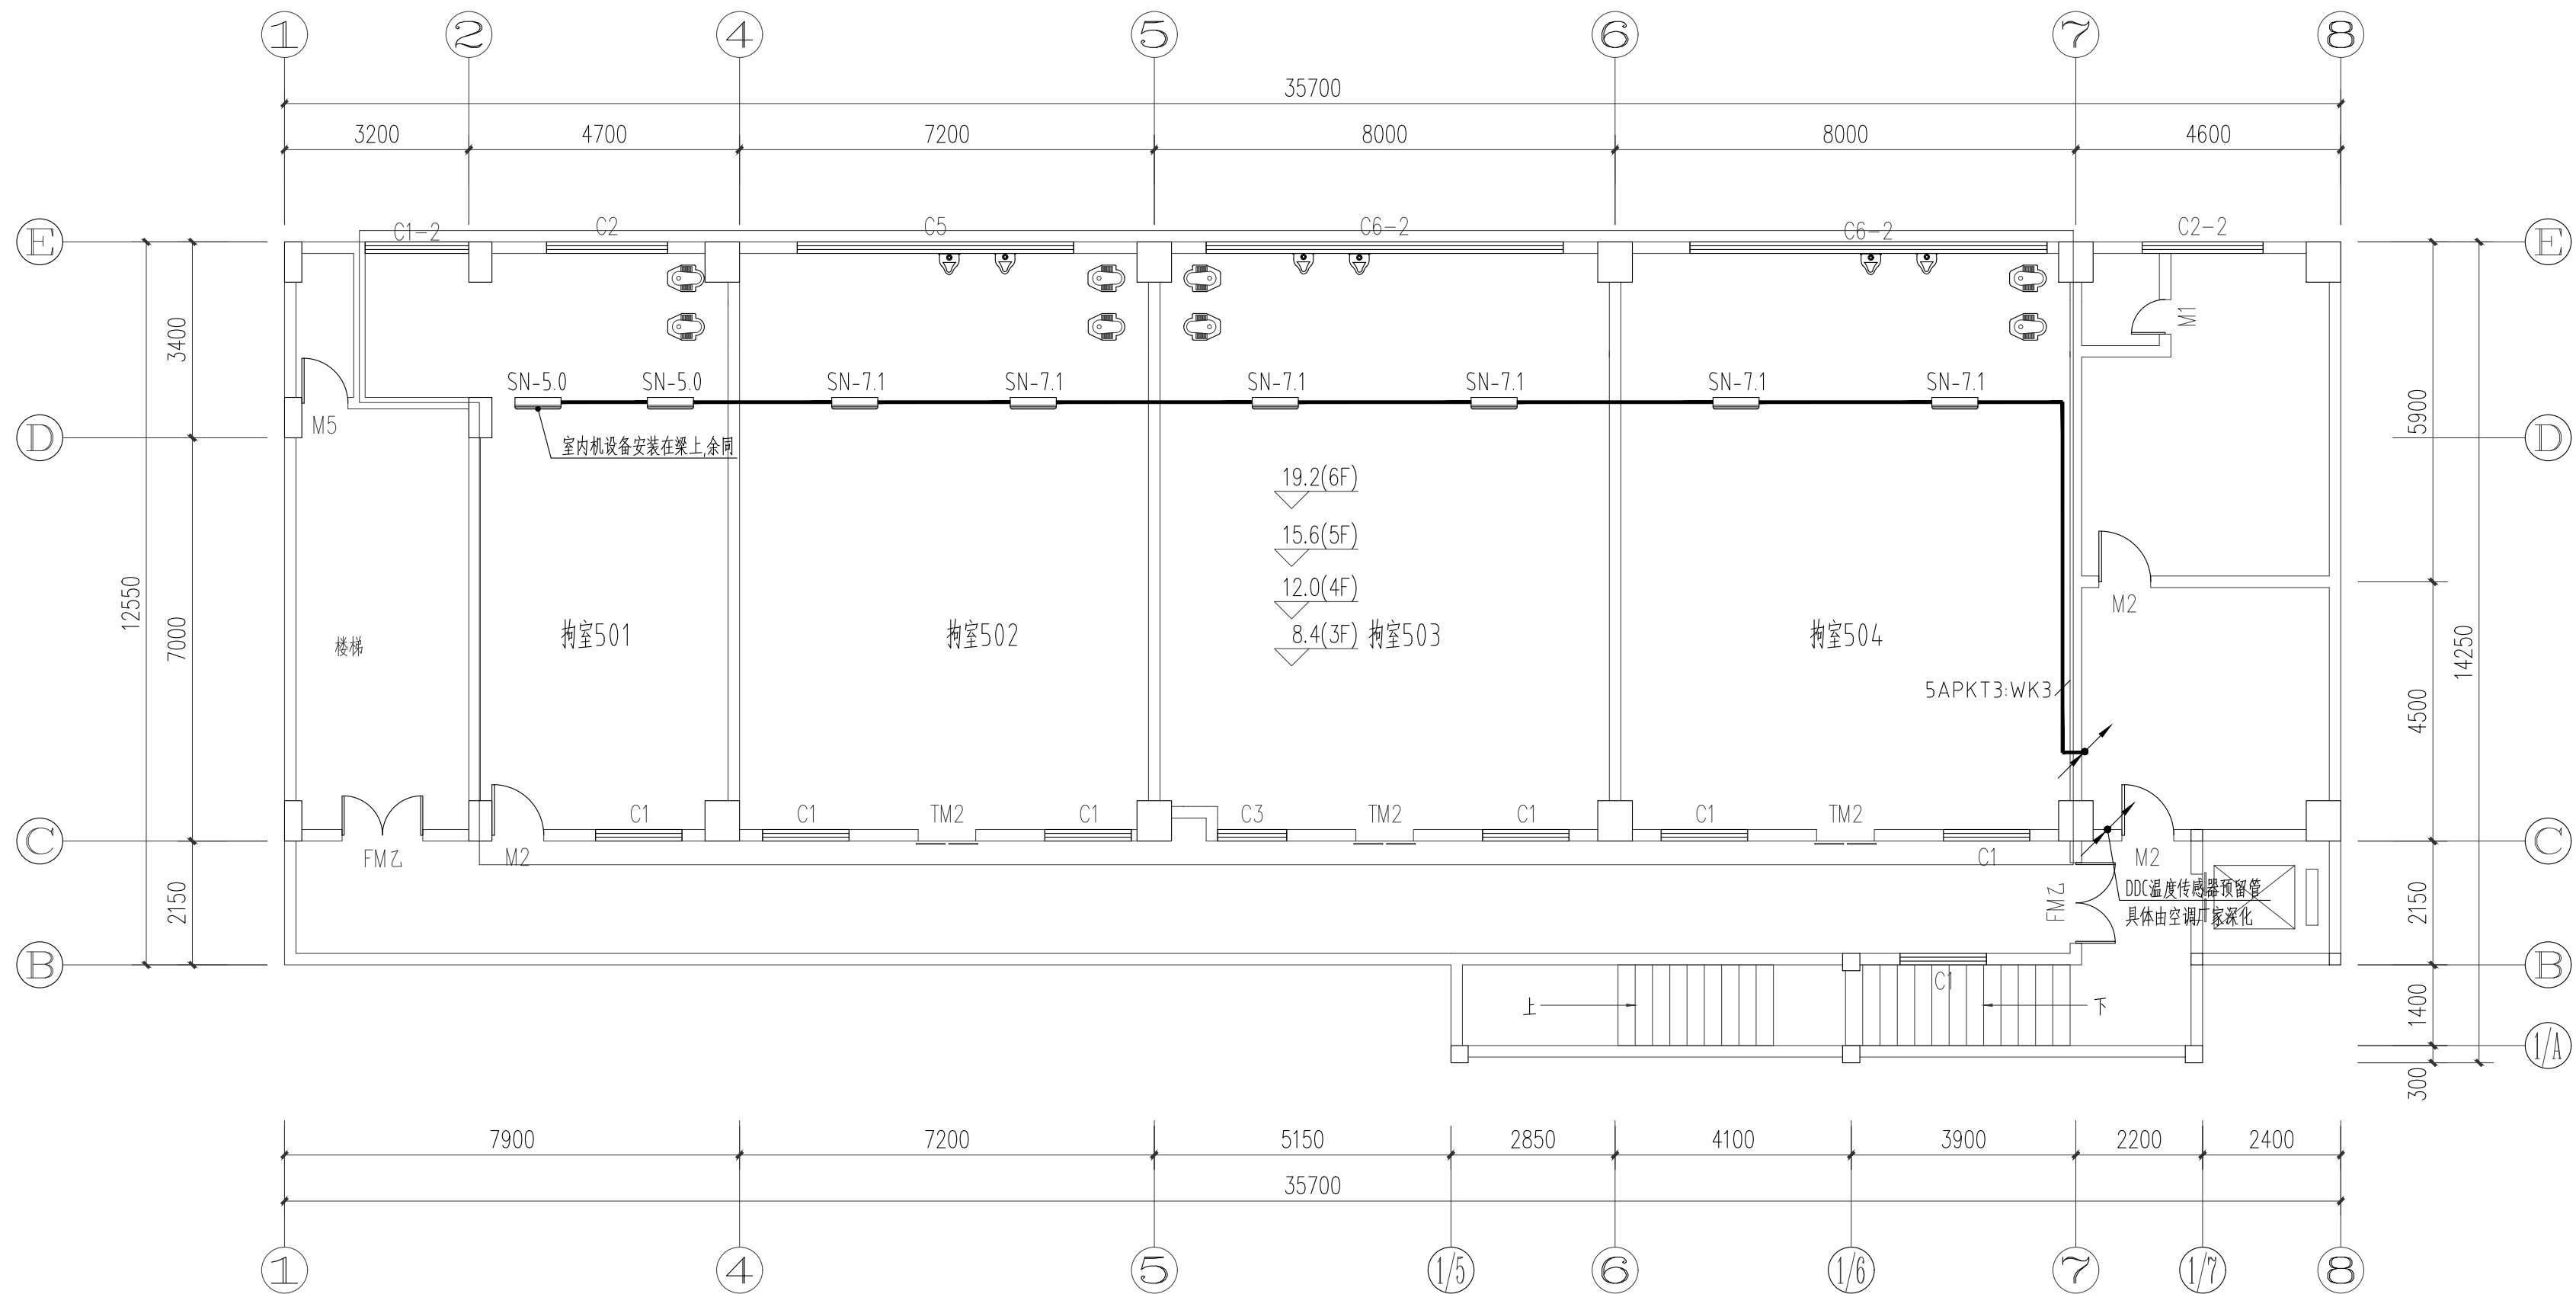 1 2 4 5 6 7 8
35700
3200 4700 7200 8000 8000 4600
C1-2 C2 C5 C6-2 C6-2 C2-2
E E
M1
3400
SN-5.0 SN-5.0 SN-7.1 SN-7.1 SN-7.1 SN-7.1 SN-7.1 SN-7.1
5900
M5
D D
室内机设备安装在梁上,余同
19.2(6F)
15.6(5F)
12.0(4F)
8.4(3F)
M2
12550
7000
楼梯
拘室501 拘室502 拘室503 拘室504
14250
5APKT3:WK3
4500
C1 C1 TM2 C1 C3 TM2 C1 C1 TM2
C C
FM乙 M2 C1 M2
2150
FM乙
DDC温度传感器预留管
具体由空调厂家深化
2150
B B
C1
上 下
1400
1/A
300
7900 7200 5150 2850 4100 3900 2200 2400
35700
1 4 5 1/5 6 1/6 7 1/7 8